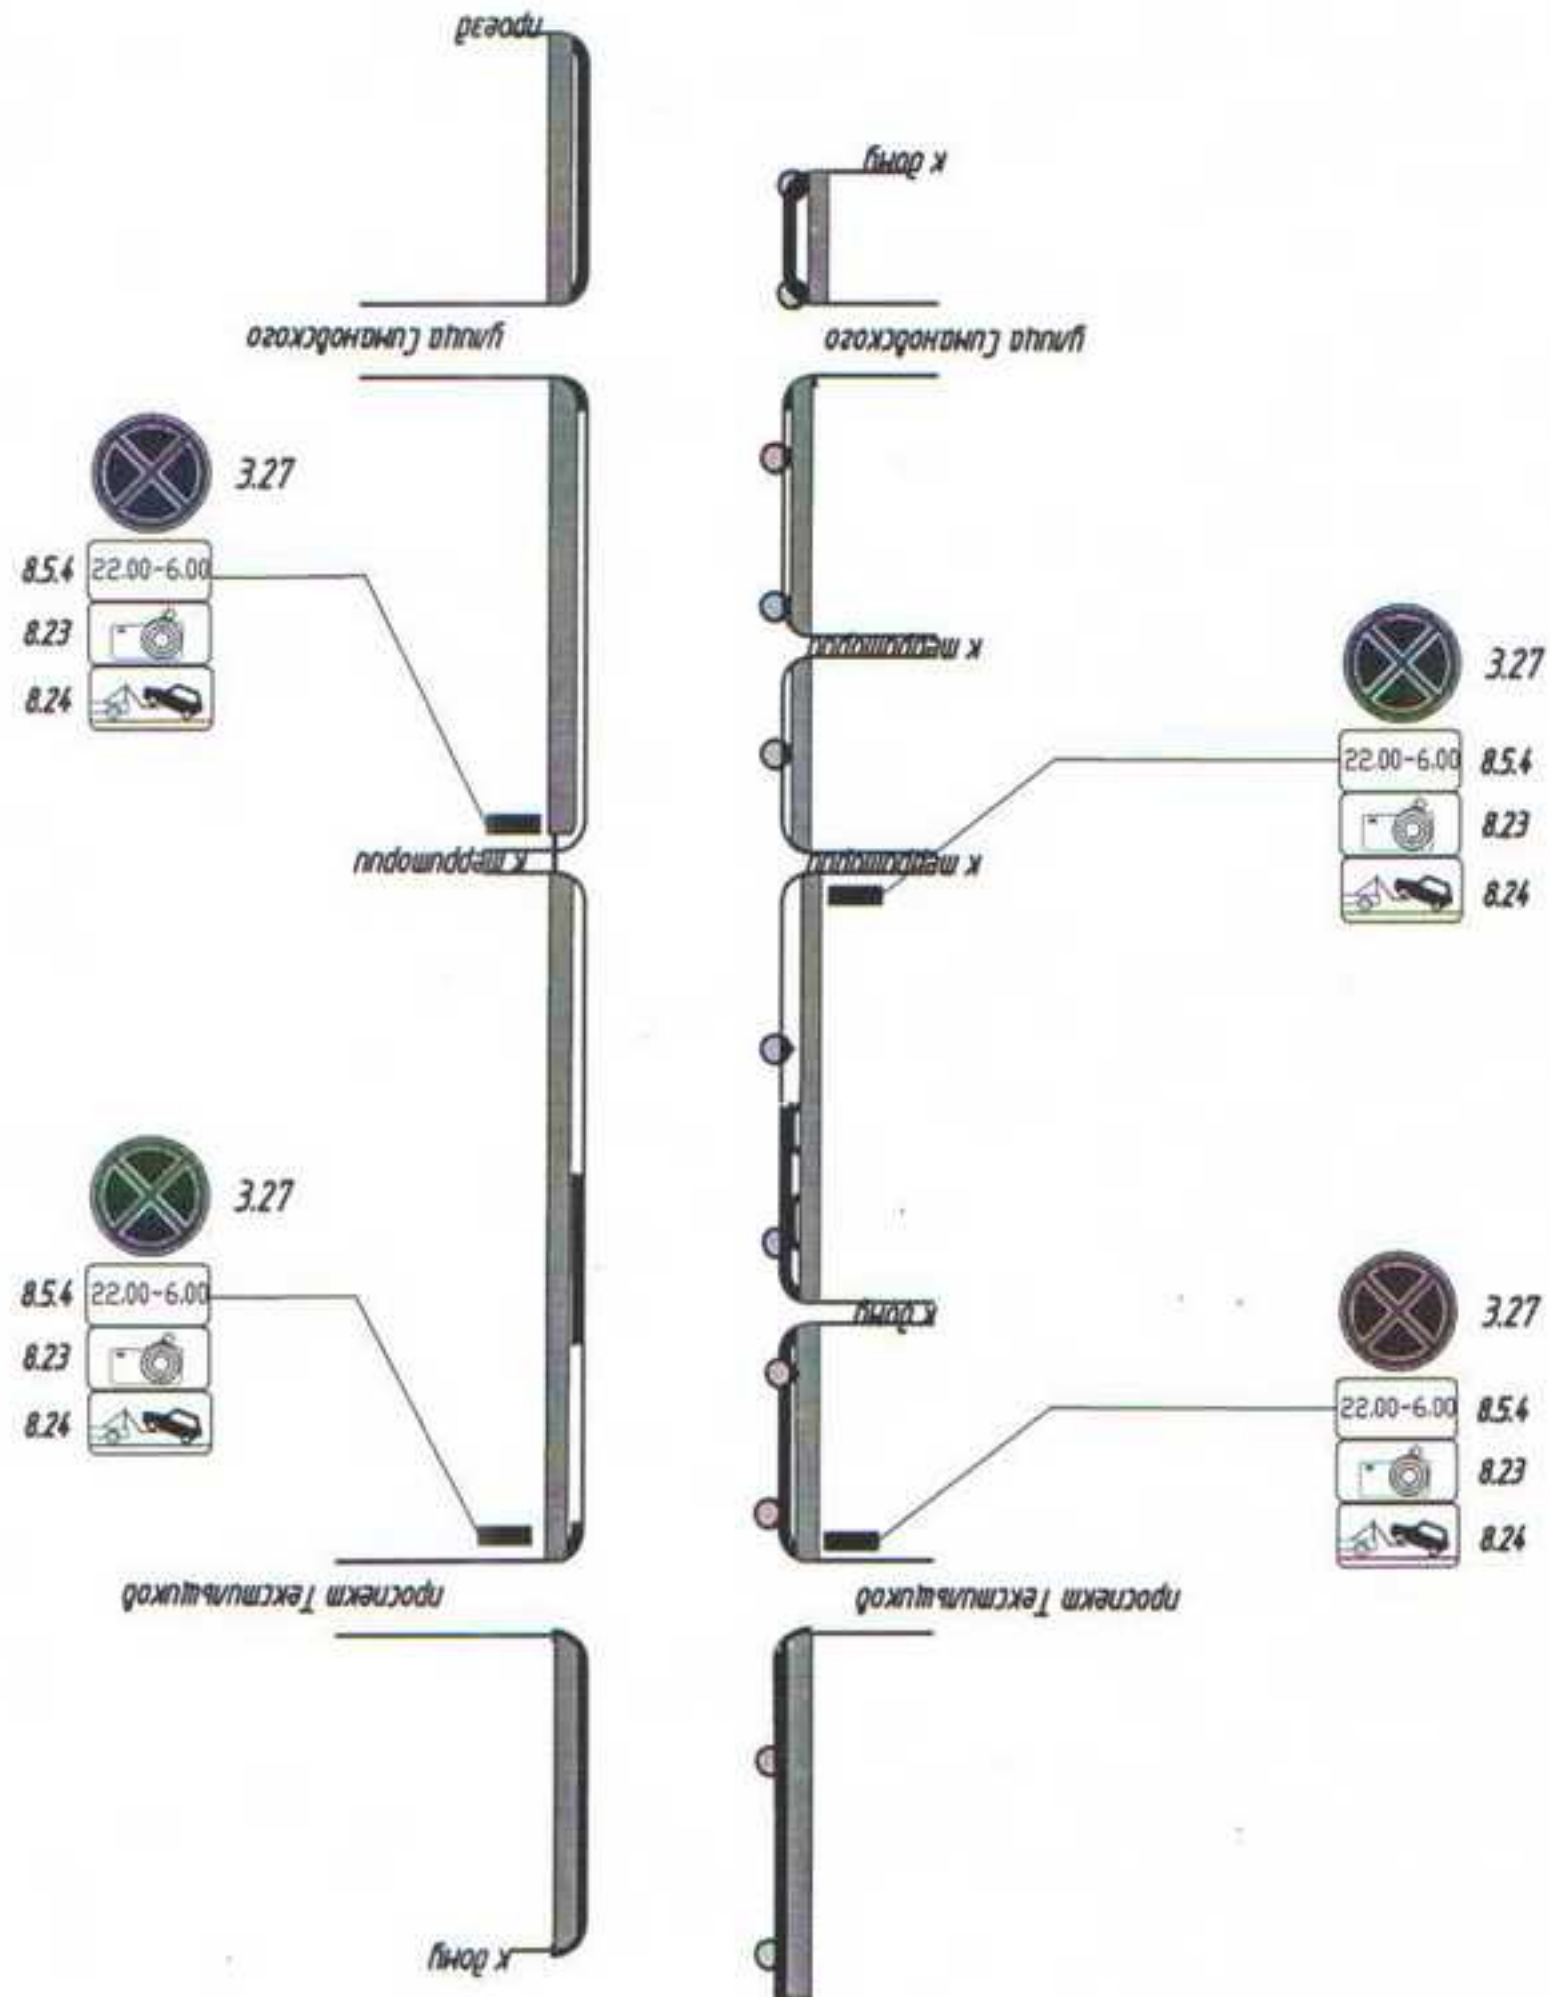 проезд
к дому
улица Симановского
улица Симановского
3.27
8.5.4 22.00-6.00
8.23
8.24
к территории
3.27
22.00-6.00 8.5.4
8.23
8.24
к территории
к территории
3.27
8.5.4 22.00-6.00
8.23
8.24
к дому
3.27
22.00-6.00 8.5.4
8.23
8.24
проспект Текстильщиков
проспект Текстильщиков
к дому